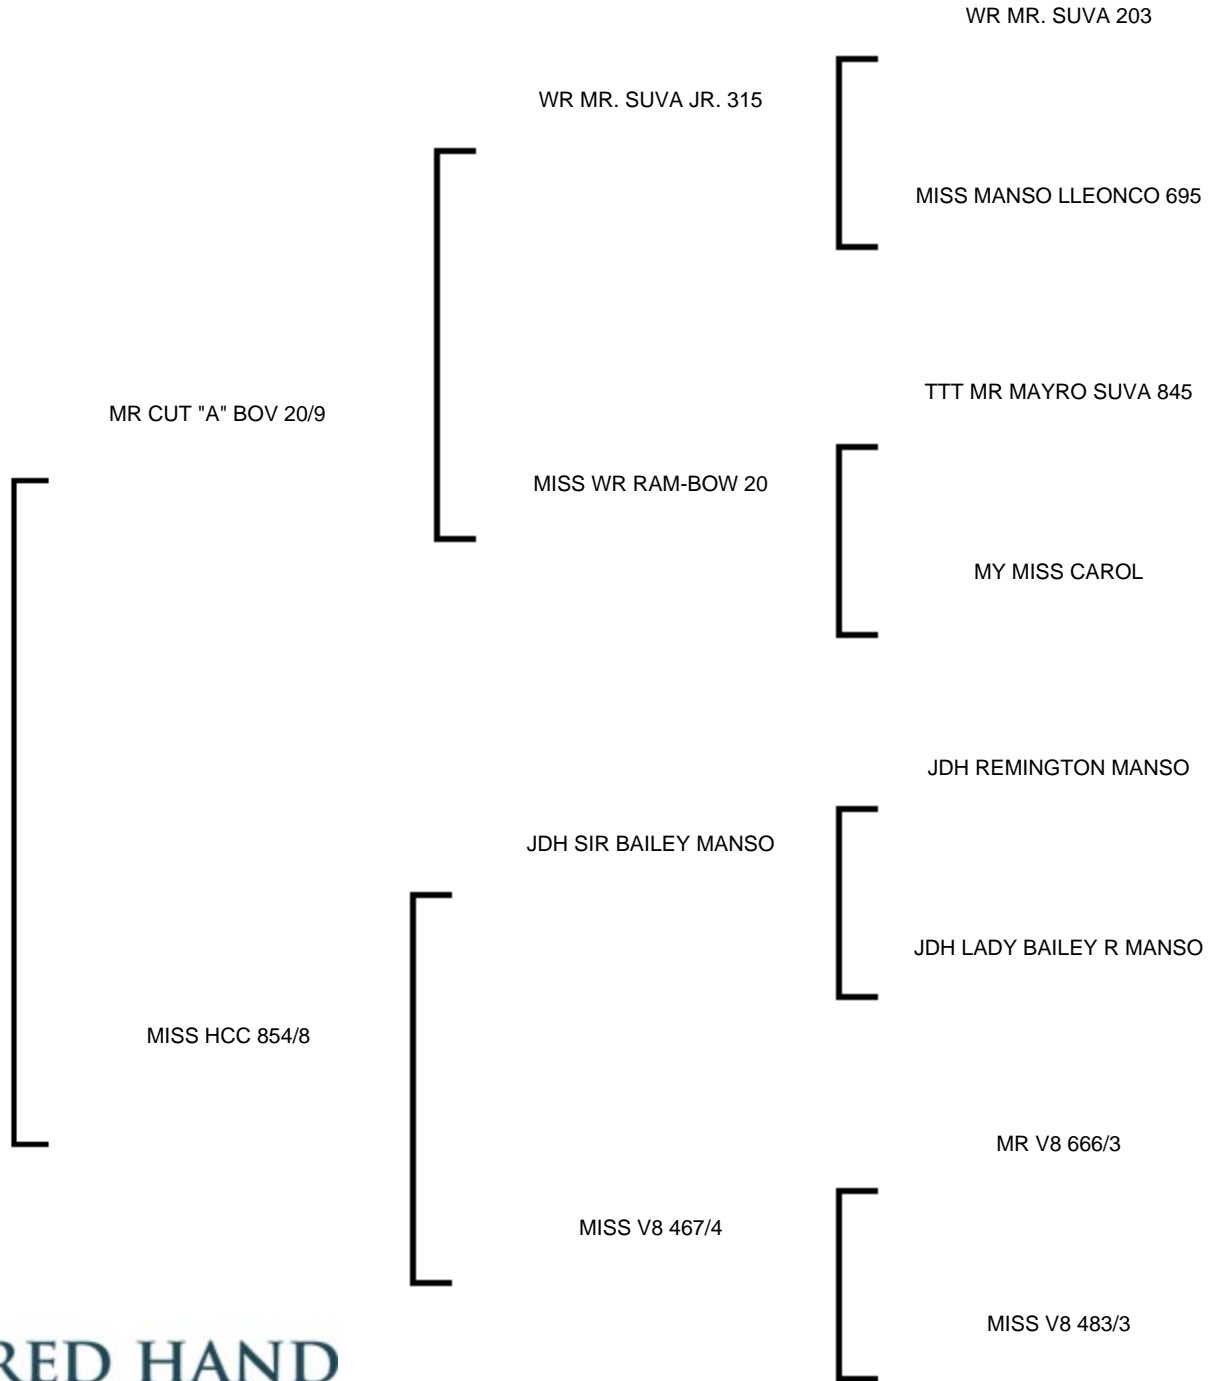 WR MR. SUVA 203
WR MR. SUVA JR. 315
MISS MANSO LLEONCO 695
TTT MR MAYRO SUVA 845
MR CUT "A" BOV 20/9
MISS WR RAM-BOW 20
MY MISS CAROL
JDH REMINGTON MANSO
JDH SIR BAILEY MANSO
JDH LADY BAILEY R MANSO
MISS HCC 854/8
MR V8 666/3
MISS V8 467/4
MISS V8 483/3
RED HAND